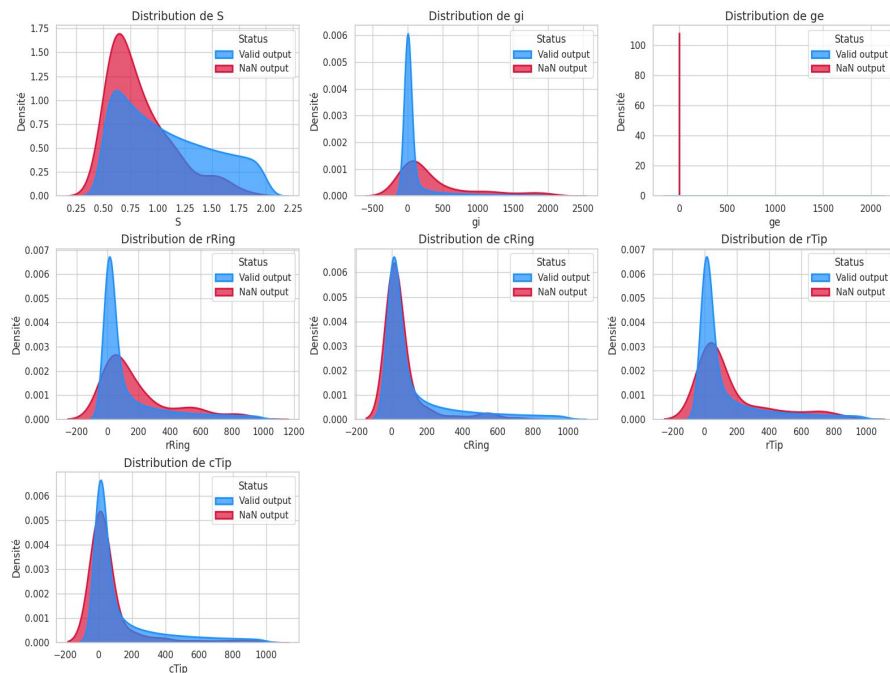 Distribution de S
Densité
1.75
1.50
1.25
1.00
0.75
0.50
0.25
0.00
Status
Valid output
NaN output
0.25 0.50 0.75 1.00 1.25 1.50 1.75 2.00 2.25
S
Distribution de gi
Densité
0.006
0.005
0.004
0.003
0.002
0.001
0.000
Status
Valid output
NaN output
−500 0 500 1000 1500 2000 2500
gi
Distribution de ge
Densité
100
80
60
40
20
0
Status
Valid output
NaN output
0 500 1000 1500 2000
ge
Distribution de rRing
Densité
0.007
0.006
0.005
0.004
0.003
0.002
0.001
0.000
Status
Valid output
NaN output
−200 0 200 400 600 800 1000 1200
rRing
Distribution de cRing
Densité
0.006
0.005
0.004
0.003
0.002
0.001
0.000
Status
Valid output
NaN output
−200 0 200 400 600 800 1000
cRing
Distribution de rTip
Densité
0.007
0.006
0.005
0.004
0.003
0.002
0.001
0.000
Status
Valid output
NaN output
−200 0 200 400 600 800 1000
rTip
Distribution de cTip
Densité
0.006
0.005
0.004
0.003
0.002
0.001
0.000
Status
Valid output
NaN output
−200 0 200 400 600 800 1000
cTip